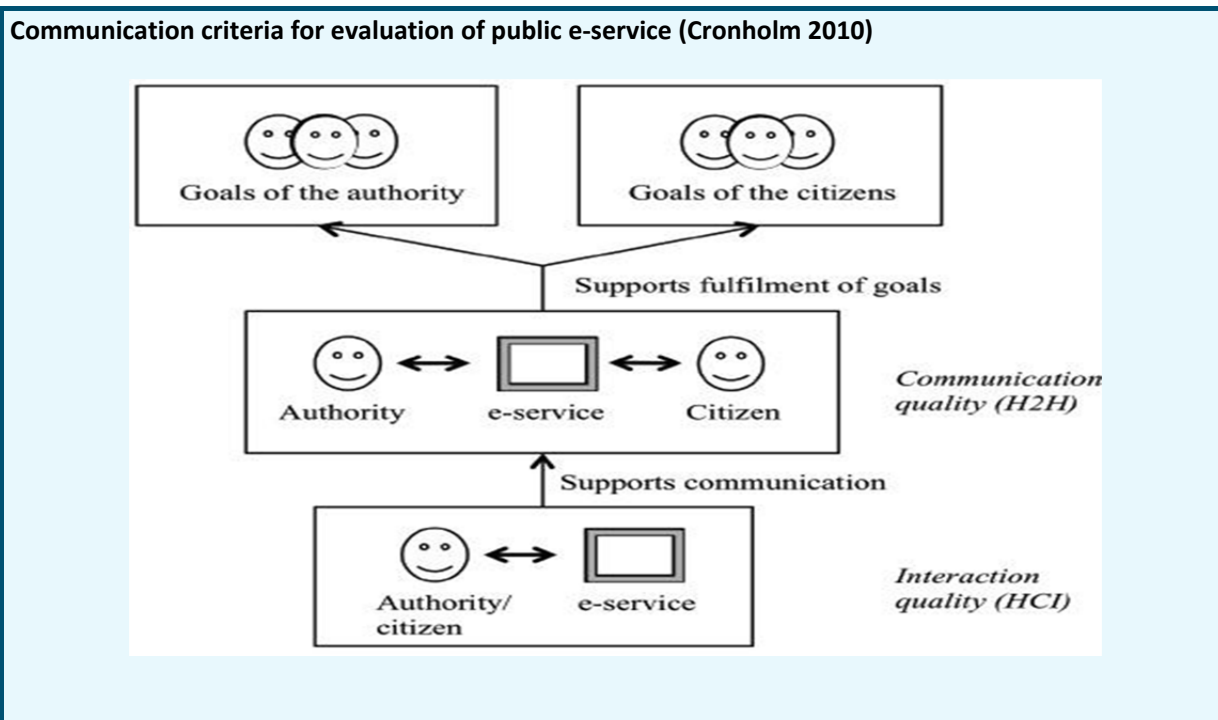 Communication criteria for evaluation of public e-service (Cronholm 2010)
Goals of the authority
Goals of the citizens
Supports fulfilment of goals
Authority
e-service
Citizen
Communication
quality (H2H)
Supports communication
Authority/
citizen
e-service
Interaction
quality (HCI)